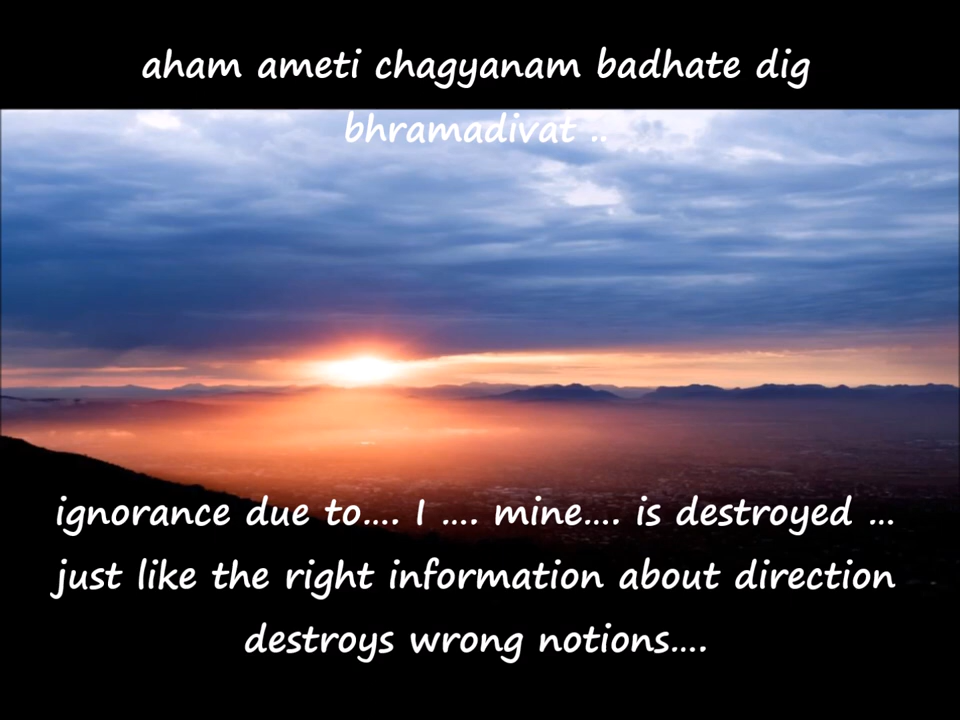 aham ameti chagyanam badhate dig
bhramadivat ..
ignorance due to.... I .... mine.... is destroyed ...
just like the right information about direction
destroys wrong notions....